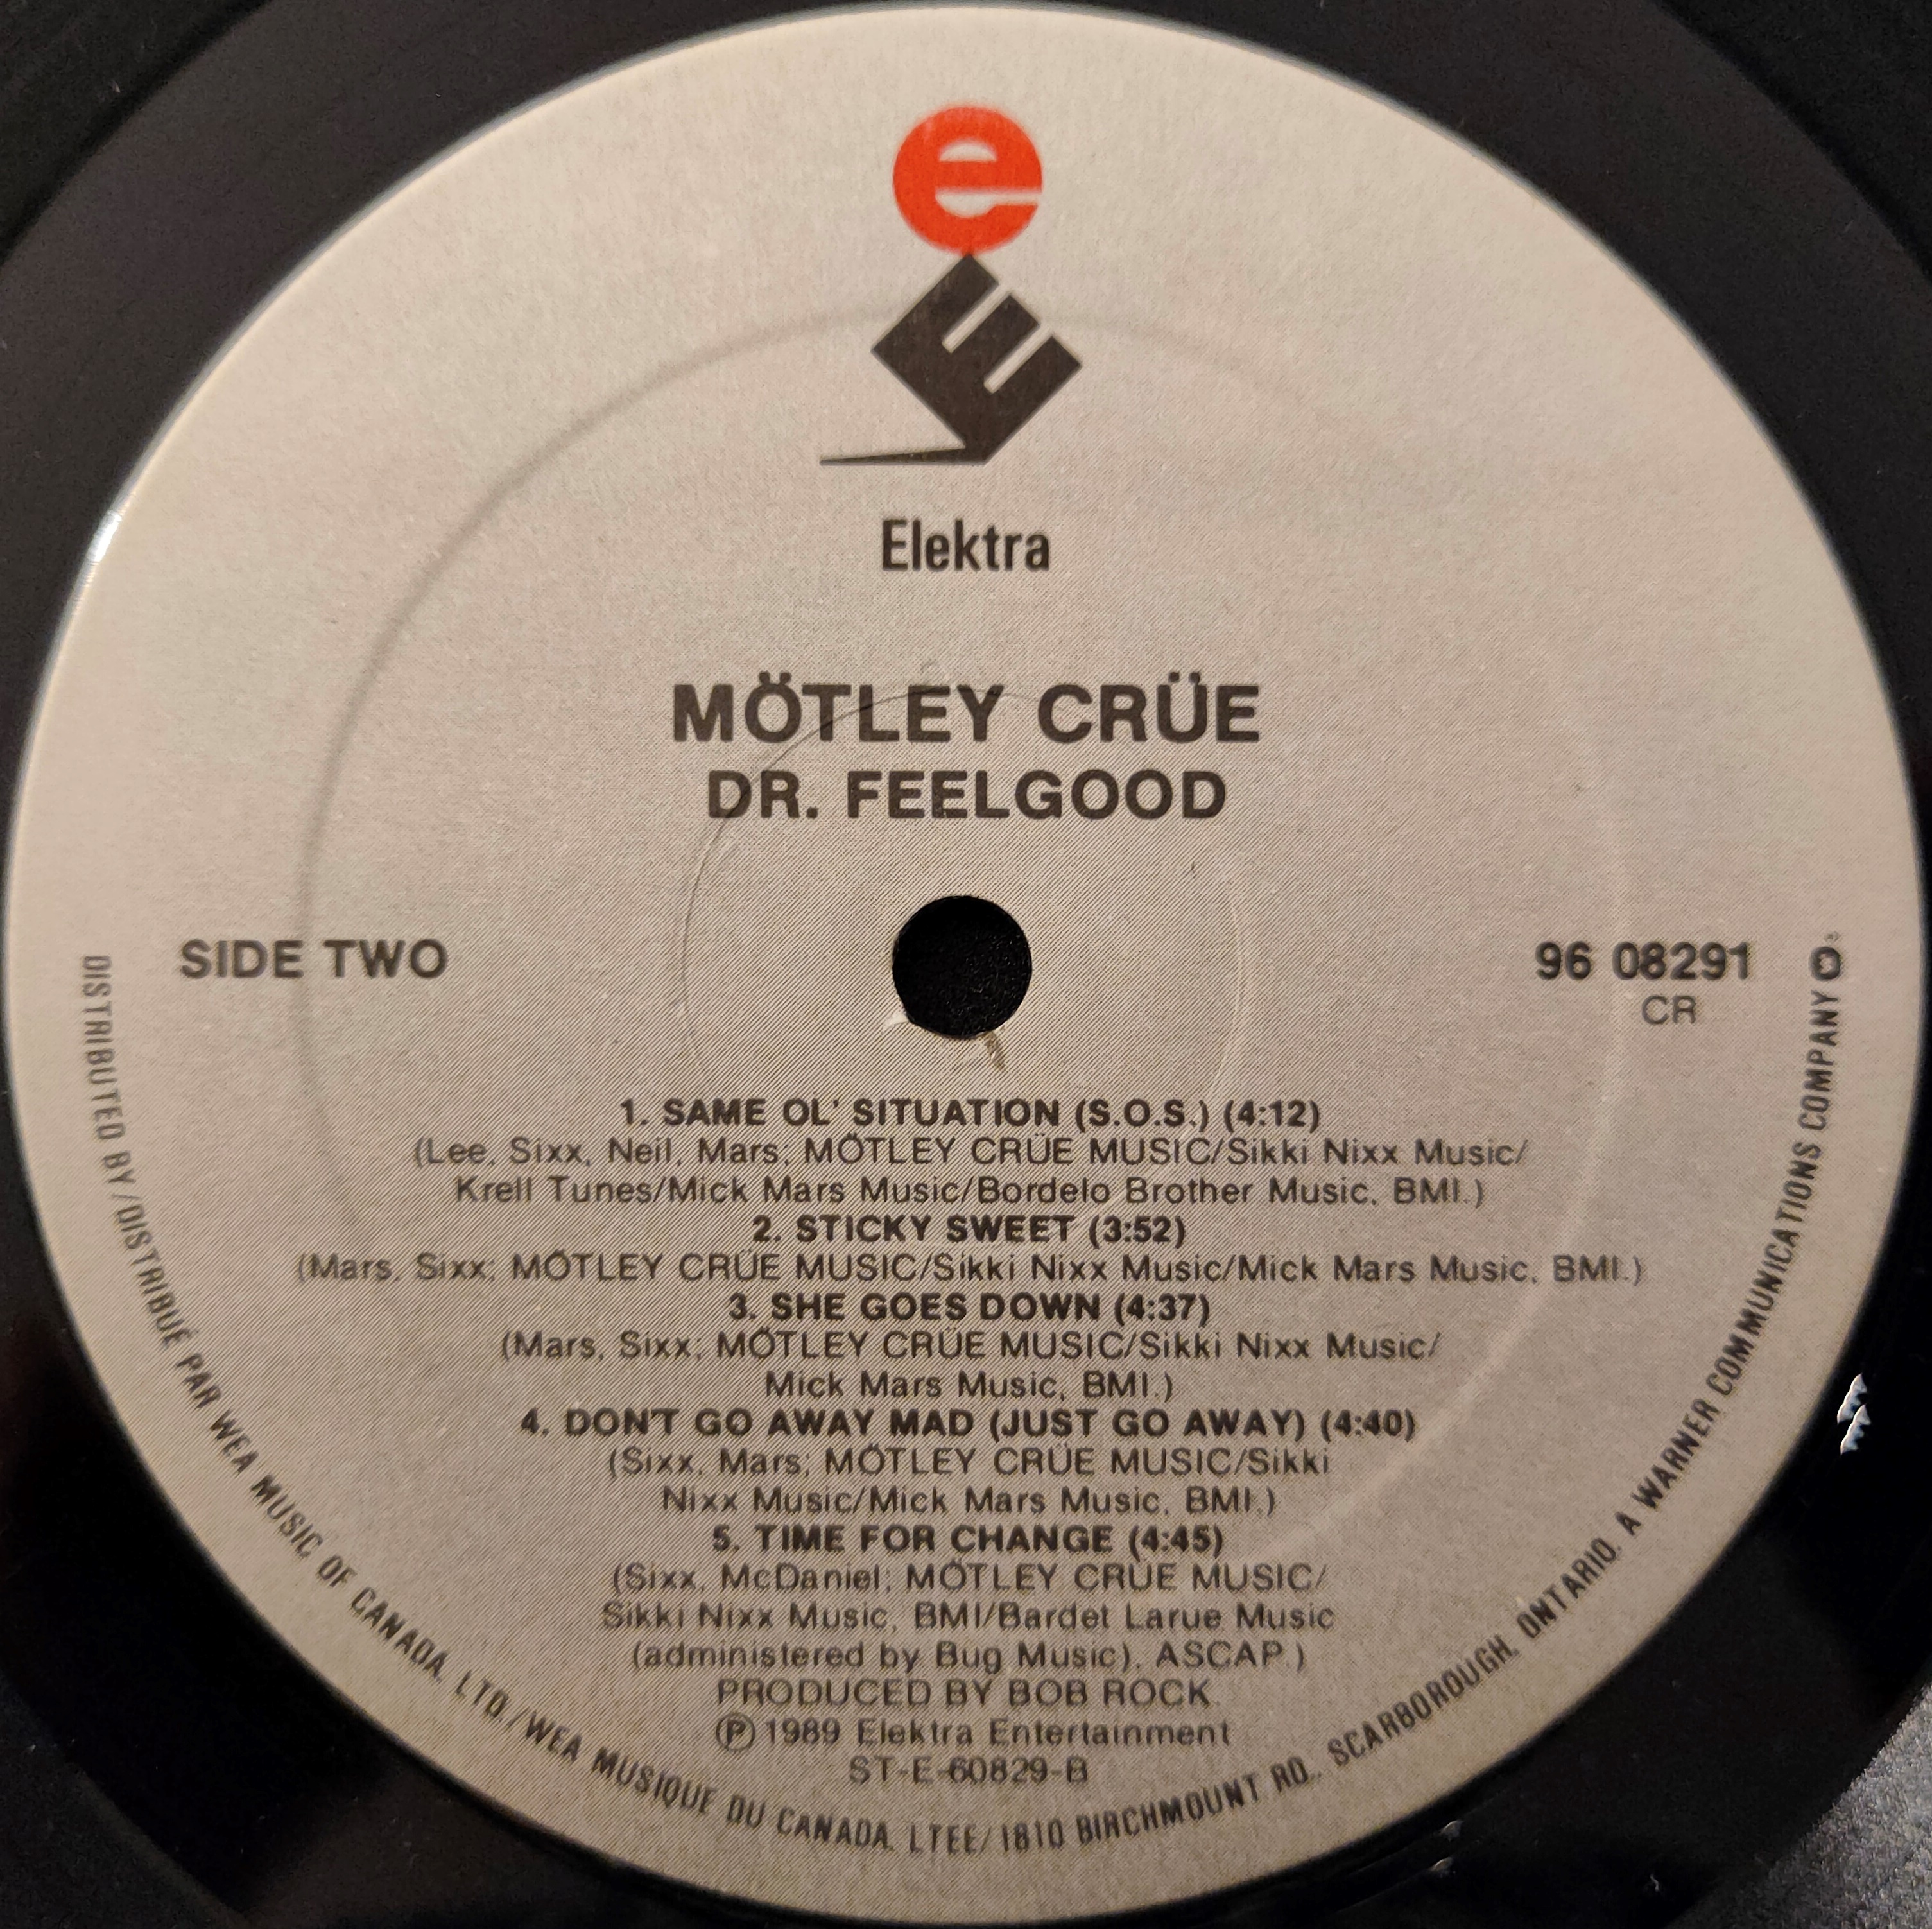 e
E
Elektra
MÖTLEY CRÜE
DR. FEELGOOD
SIDE TWO
96 08291
CR
1. SAME OL' SITUATION (S.O.S.) (4:12)
(Lee, Sixx, Neil, Mars; MÖTLEY CRÜE MUSIC/Sikki Nixx Music/
Krell Tunes/Mick Mars Music/Bordelo Brother Music, BMI.)
2. STICKY SWEET (3:52)
(Mars, Sixx; MÖTLEY CRÜE MUSIC/Sikki Nixx Music/Mick Mars Music, BMI.)
3. SHE GOES DOWN (4:37)
(Mars, Sixx; MÖTLEY CRÜE MUSIC/Sikki Nixx Music/
Mick Mars Music, BMI.)
4. DON'T GO AWAY MAD (JUST GO AWAY) (4:40)
(Sixx, Mars; MÖTLEY CRÜE MUSIC/Sikki
Nixx Music/Mick Mars Music, BMI.)
5. TIME FOR CHANGE (4:45)
(Sixx, McDaniel; MÖTLEY CRÜE MUSIC/
Sikki Nixx Music, BMI/Bardet Larue Music
(administered by Bug Music), ASCAP.)
PRODUCED BY BOB ROCK.
℗ 1989 Elektra Entertainment
ST-E-60829-B
DISTRIBUTED BY/DISTRIBUÉ PAR WEA MUSIC OF CANADA, LTD./WEA MUSIQUE DU CANADA, LTEE/1810 BIRCHMOUNT RD., SCARBOROUGH, ONTARIO. A WARNER COMMUNICATIONS COMPANY